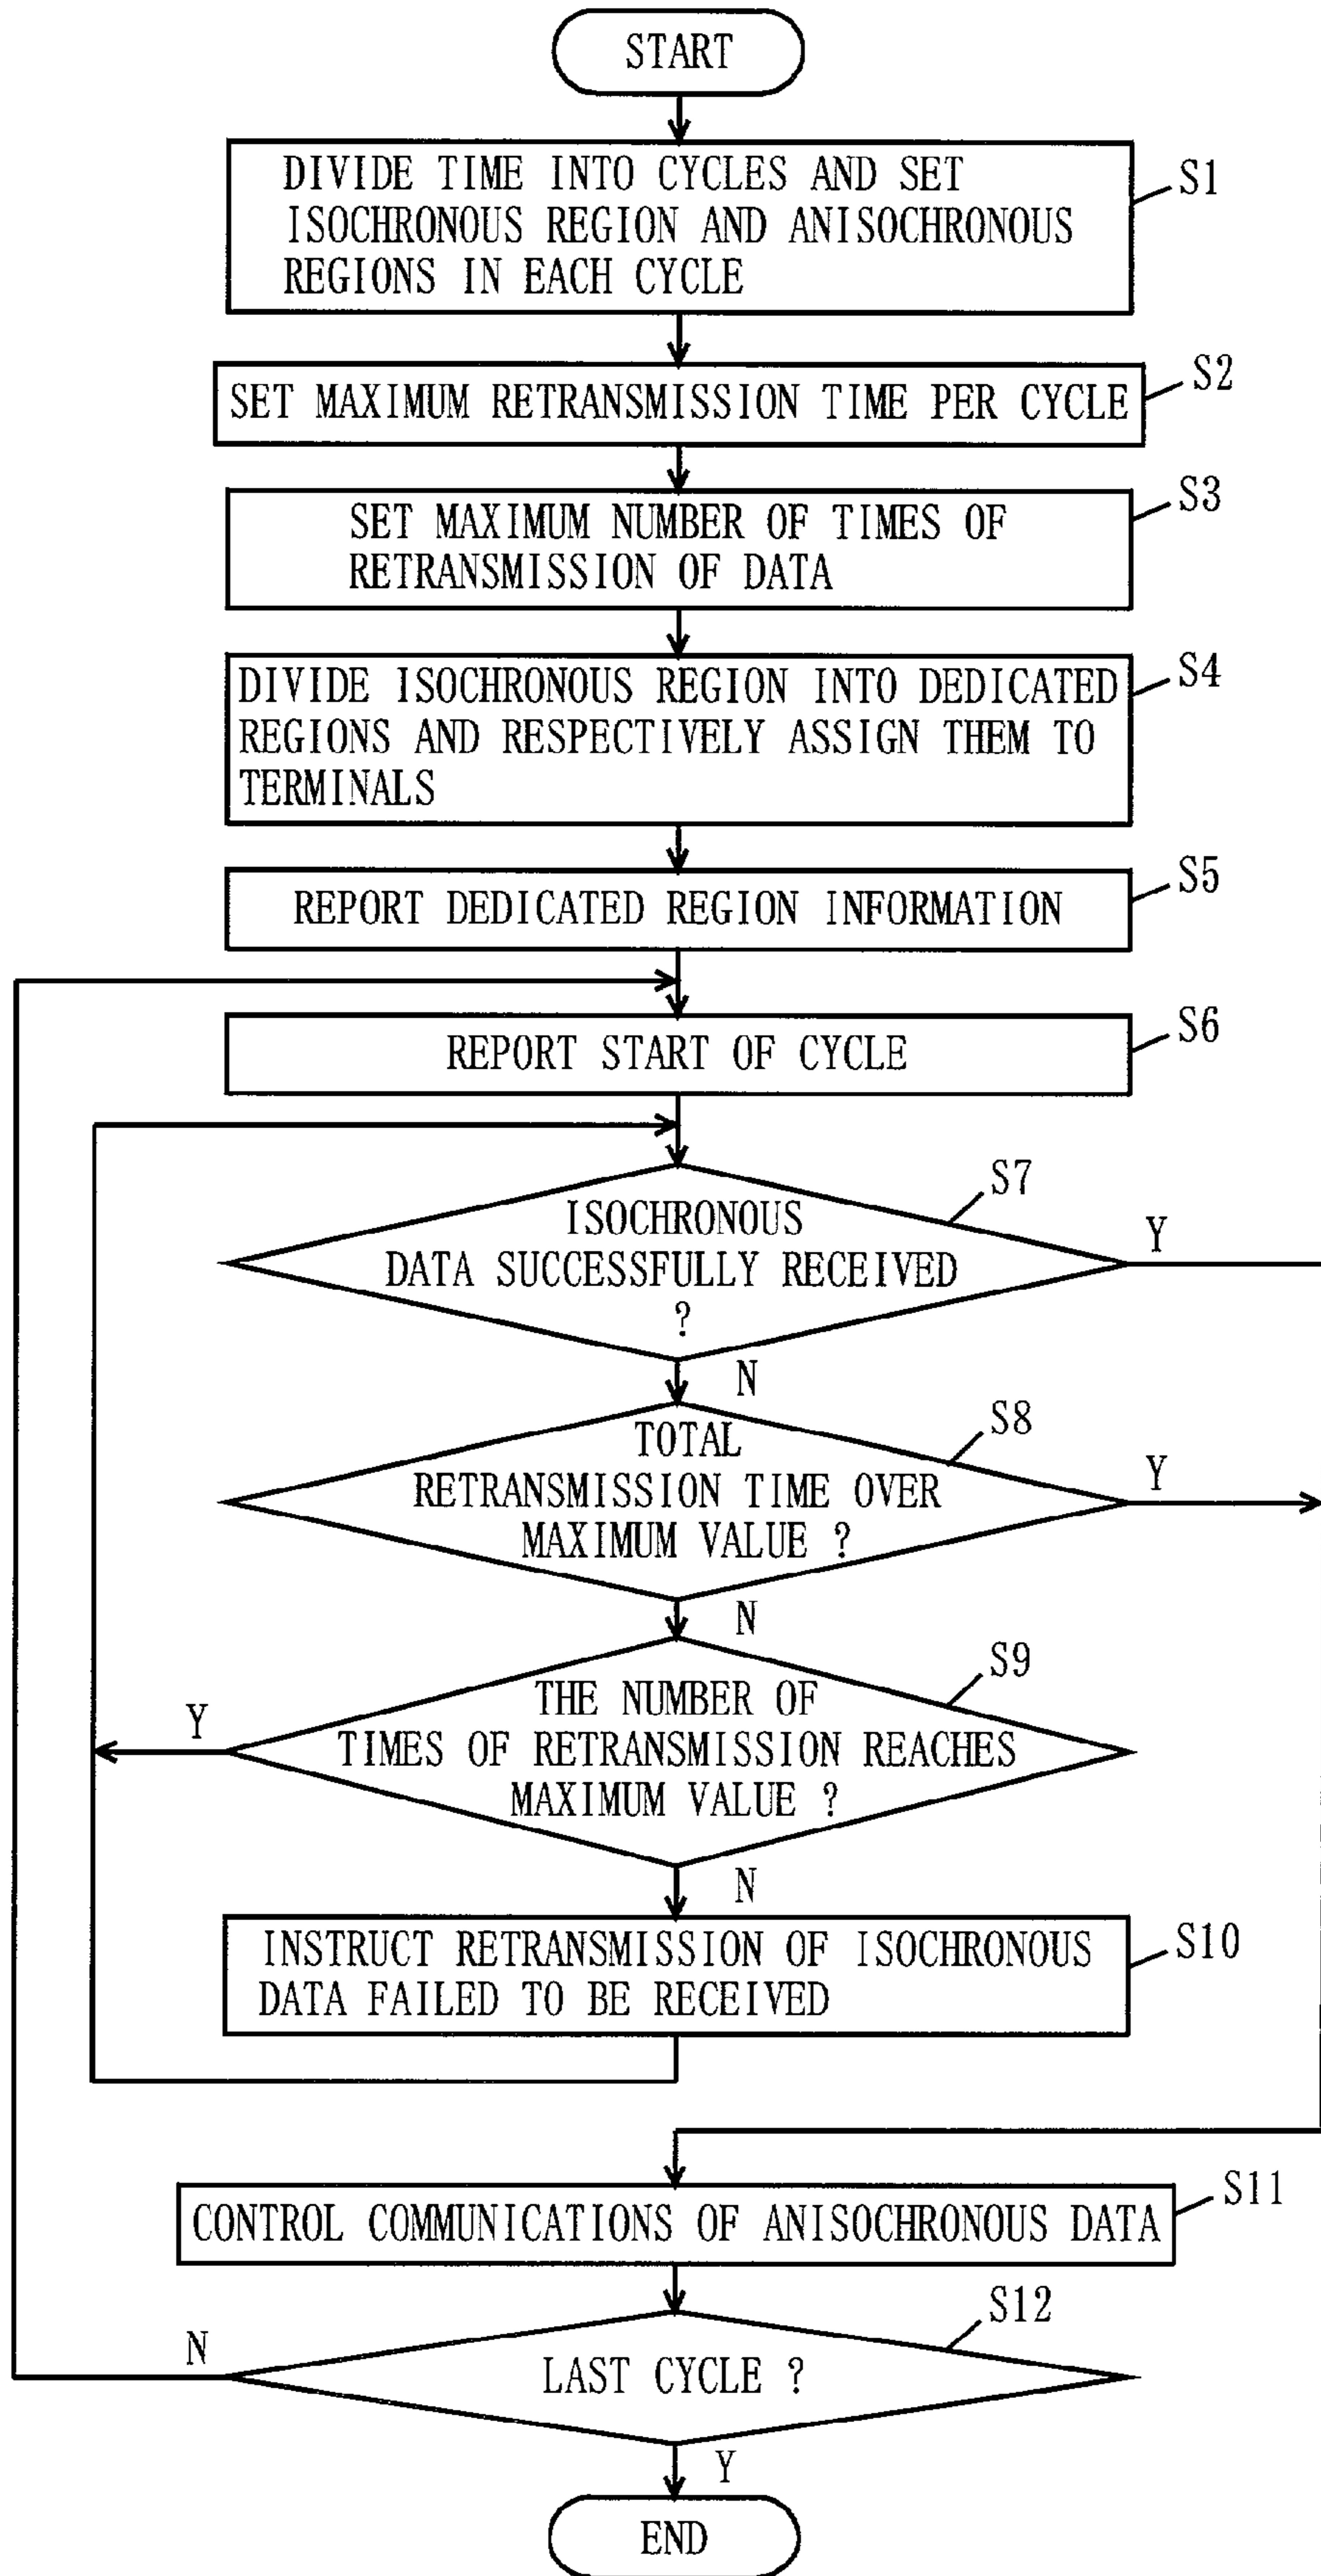 START
DIVIDE TIME INTO CYCLES AND SET
ISOCHRONOUS REGION AND ANISOCHRONOUS
REGIONS IN EACH CYCLE
S1
SET MAXIMUM RETRANSMISSION TIME PER CYCLE
S2
SET MAXIMUM NUMBER OF TIMES OF
RETRANSMISSION OF DATA
S3
DIVIDE ISOCHRONOUS REGION INTO DEDICATED
REGIONS AND RESPECTIVELY ASSIGN THEM TO
TERMINALS
S4
REPORT DEDICATED REGION INFORMATION
S5
REPORT START OF CYCLE
S6
ISOCHRONOUS
DATA SUCCESSFULLY RECEIVED
?
S7
Y
N
TOTAL
RETRANSMISSION TIME OVER
MAXIMUM VALUE ?
S8
Y
N
THE NUMBER OF
TIMES OF RETRANSMISSION REACHES
MAXIMUM VALUE ?
S9
Y
N
INSTRUCT RETRANSMISSION OF ISOCHRONOUS
DATA FAILED TO BE RECEIVED
S10
CONTROL COMMUNICATIONS OF ANISOCHRONOUS DATA
S11
LAST CYCLE ?
S12
N
Y
END